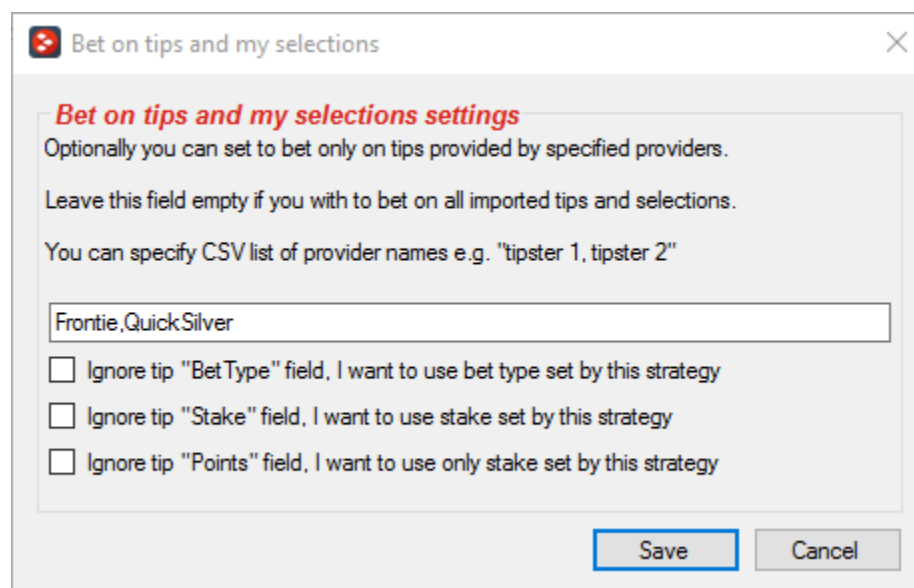 Bet on tips and my selections
Bet on tips and my selections settings
Optionally you can set to bet only on tips provided by specified providers.
Leave this field empty if you with to bet on all imported tips and selections.
You can specify CSV list of provider names e.g. "tipster 1, tipster 2"
Frontie,QuickSilver
Ignore tip "BetType" field, I want to use bet type set by this strategy
Ignore tip "Stake" field, I want to use stake set by this strategy
Ignore tip "Points" field, I want to use only stake set by this strategy
Save
Cancel